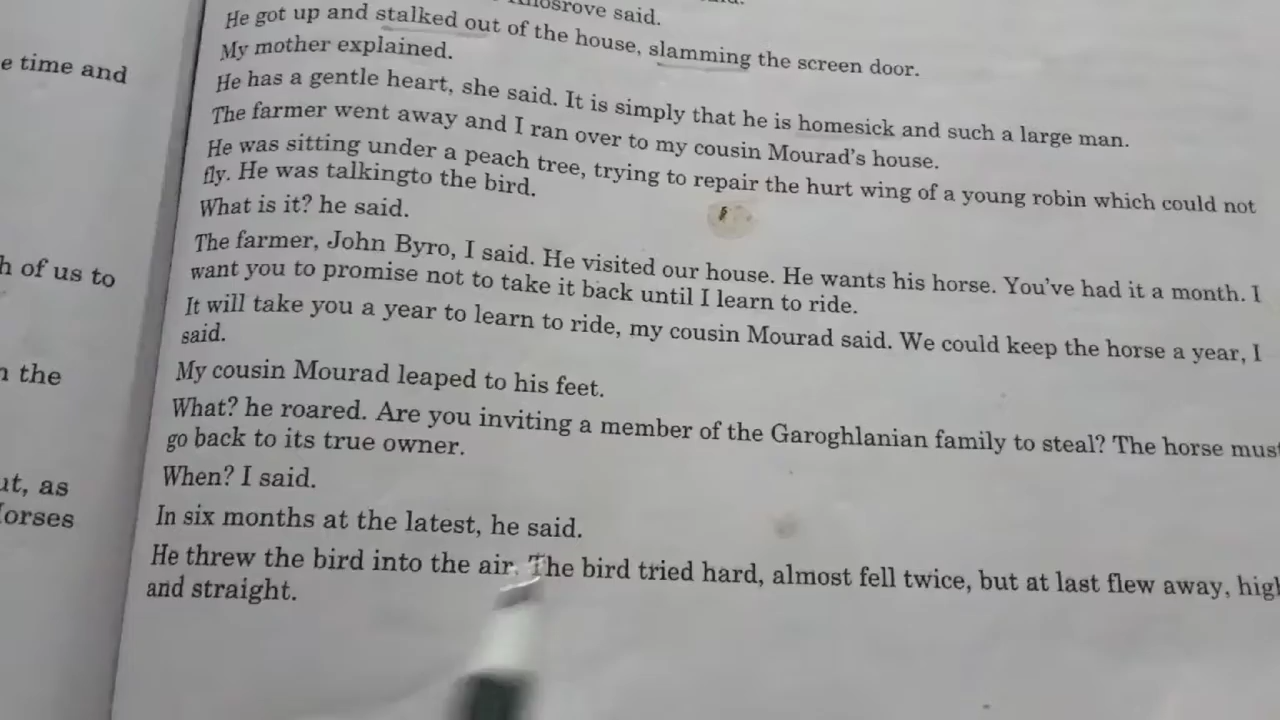 Khosrove said.
He got up and stalked out of the house, slamming the screen door.
My mother explained.
He has a gentle heart, she said. It is simply that he is homesick and such a large man.
The farmer went away and I ran over to my cousin Mourad's house.
He was sitting under a peach tree, trying to repair the hurt wing of a young robin which could not
fly. He was talkingto the bird.
What is it? he said.
The farmer, John Byro, I said. He visited our house. He wants his horse. You've had it a month. I
want you to promise not to take it back until I learn to ride.
It will take you a year to learn to ride, my cousin Mourad said. We could keep the horse a year, I
said.
My cousin Mourad leaped to his feet.
What? he roared. Are you inviting a member of the Garoghlanian family to steal? The horse must
go back to its true owner.
When? I said.
In six months at the latest, he said.
He threw the bird into the air. The bird tried hard, almost fell twice, but at last flew away, high
and straight.
e time and
of us to
the
as